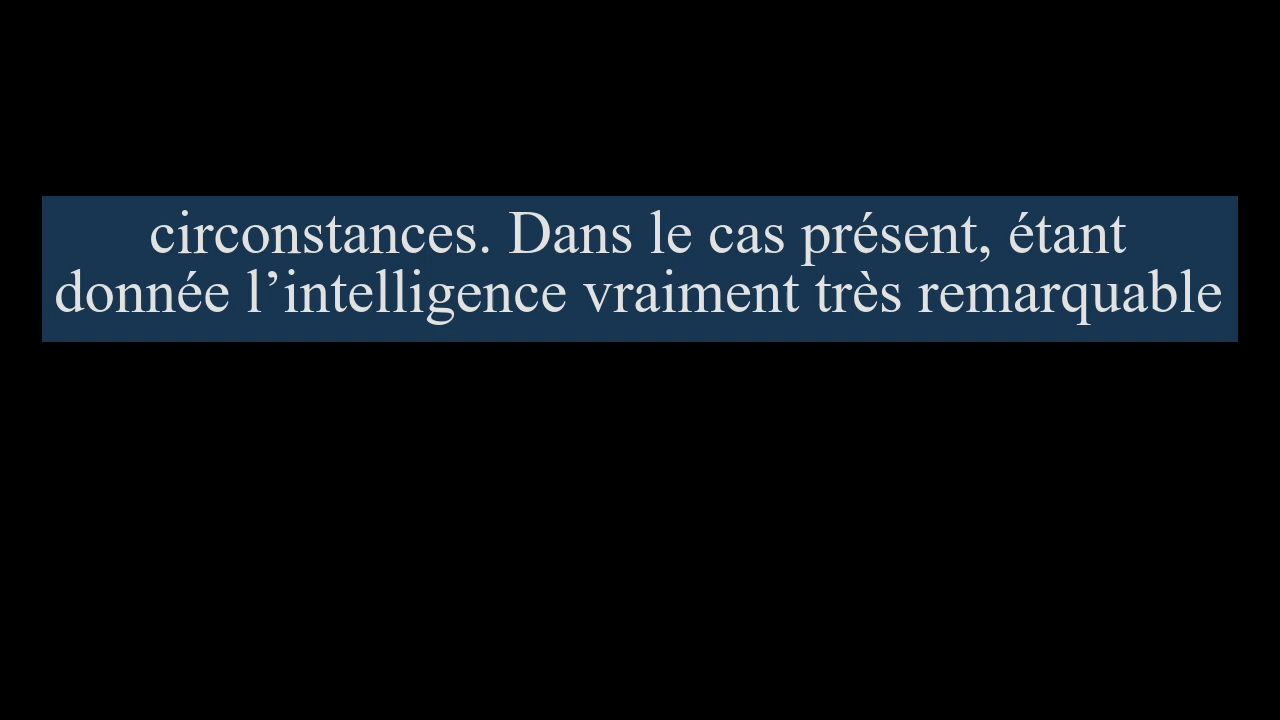 circonstances. Dans le cas présent, étant
donnée l’intelligence vraiment très remarquable